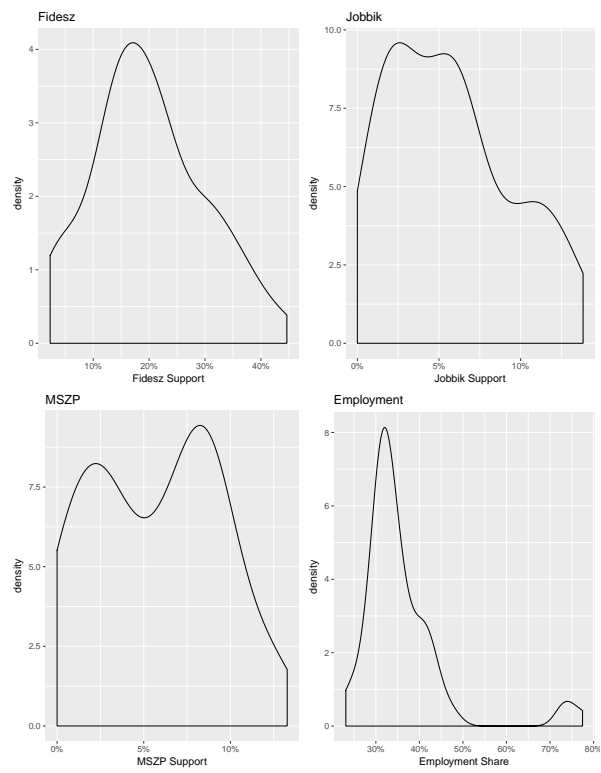 Fidesz
density
4
3
2
1
0
10% 20% 30% 40%
Fidesz Support
Jobbik
density
10.0
7.5
5.0
2.5
0.0
0% 5% 10%
Jobbik Support
MSZP
density
7.5
5.0
2.5
0.0
0% 5% 10%
MSZP Support
Employment
density
8
6
4
2
0
30% 40% 50% 60% 70% 80%
Employment Share